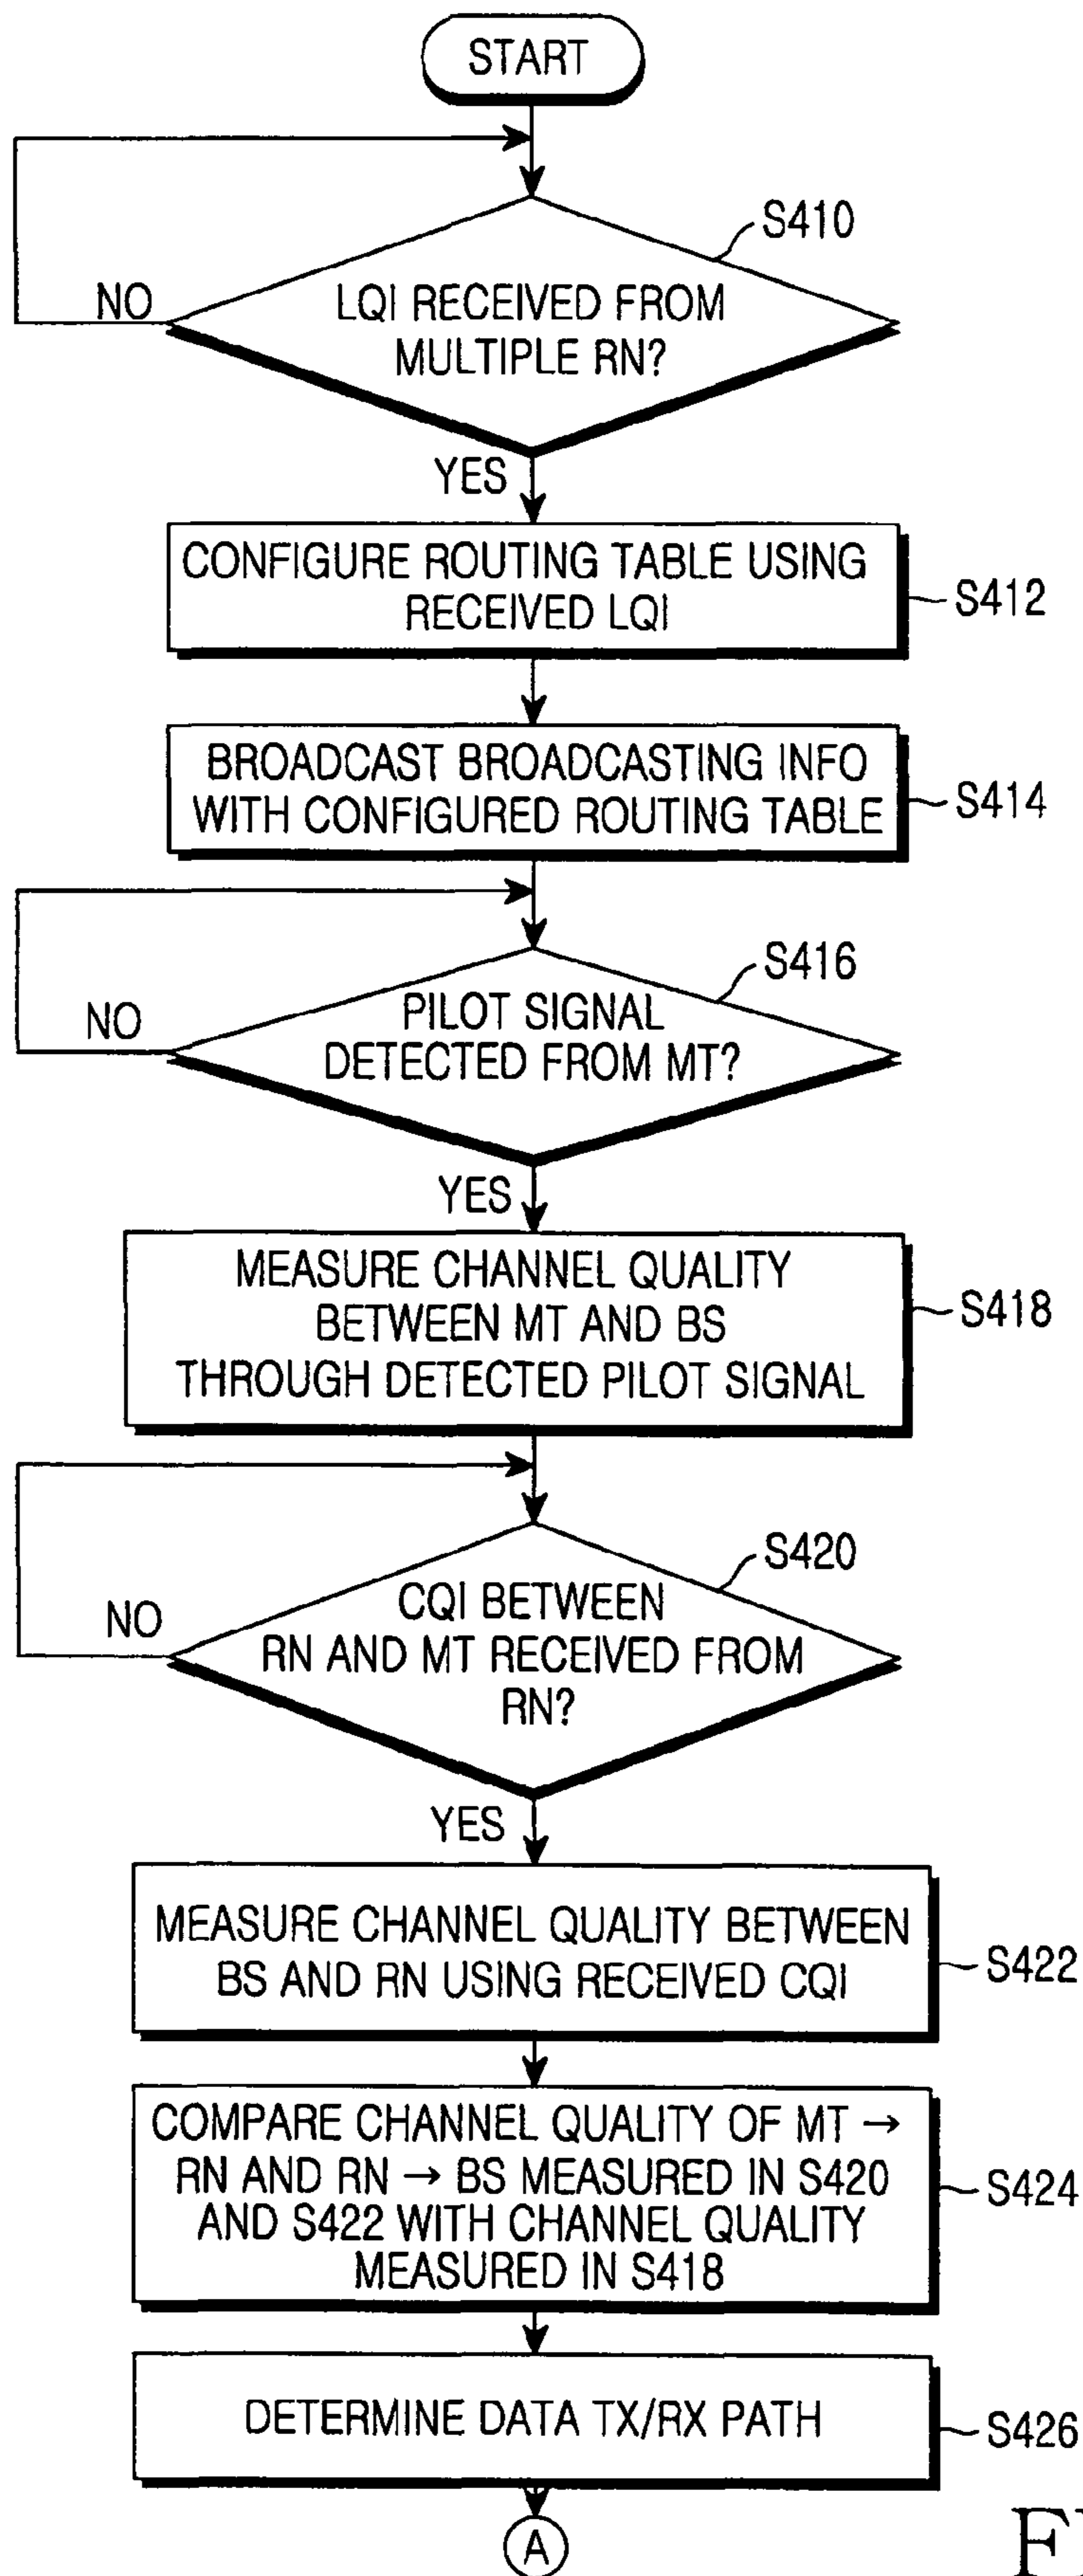 START
S410
NO
LQI RECEIVED FROM
MULTIPLE RN?
YES
CONFIGURE ROUTING TABLE USING
RECEIVED LQI
S412
BROADCAST BROADCASTING INFO
WITH CONFIGURED ROUTING TABLE
S414
S416
NO
PILOT SIGNAL
DETECTED FROM MT?
YES
MEASURE CHANNEL QUALITY
BETWEEN MT AND BS
THROUGH DETECTED PILOT SIGNAL
S418
S420
NO
CQI BETWEEN
RN AND MT RECEIVED FROM
RN?
YES
MEASURE CHANNEL QUALITY BETWEEN
BS AND RN USING RECEIVED CQI
S422
COMPARE CHANNEL QUALITY OF MT →
RN AND RN → BS MEASURED IN S420
AND S422 WITH CHANNEL QUALITY
MEASURED IN S418
S424
DETERMINE DATA TX/RX PATH
S426
A